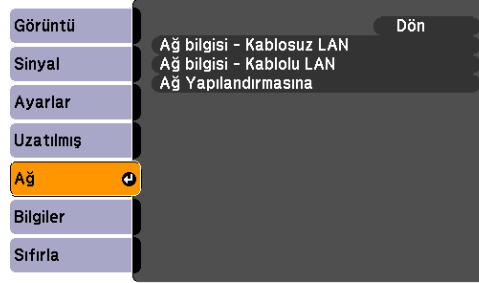 Görüntü
Sinyal
Ayarlar
Uzatılmış
Ağ
Bilgiler
Sıfırla
Dön
Ağ bilgisi - Kablosuz LAN
Ağ bilgisi - Kablolu LAN
Ağ Yapılandırmasına